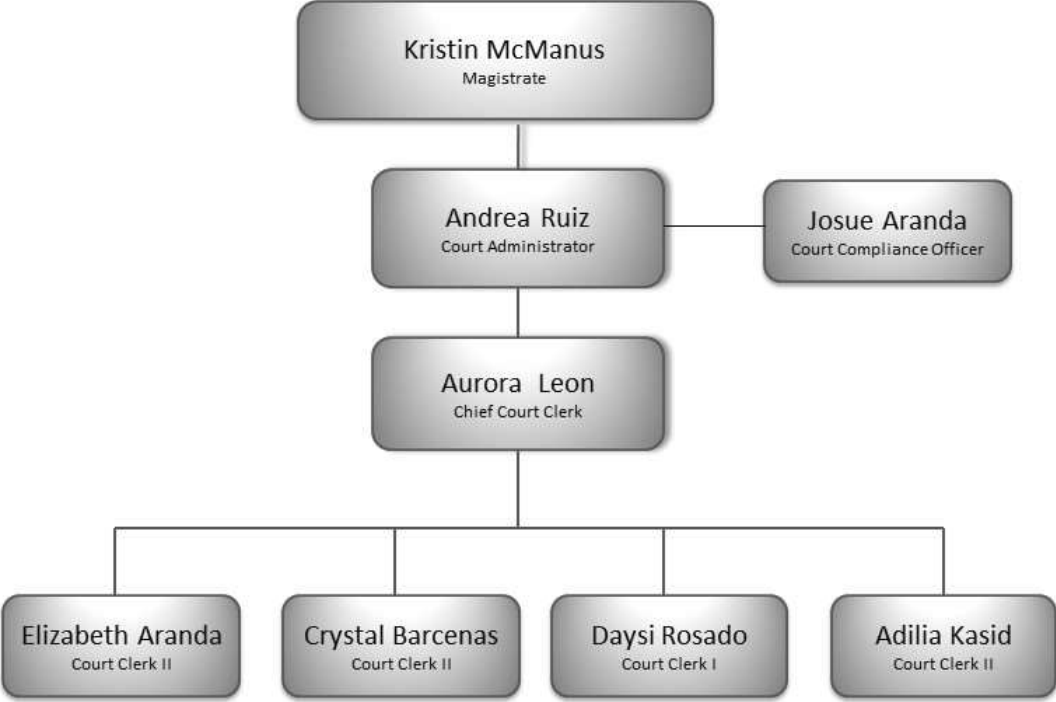 Kristin McManus
Magistrate
Andrea Ruiz
Court Administrator
Josue Aranda
Court Compliance Officer
Aurora Leon
Chief Court Clerk
Elizabeth Aranda
Court Clerk II
Crystal Barcenas
Court Clerk II
Daysi Rosado
Court Clerk I
Adilia Kasid
Court Clerk II